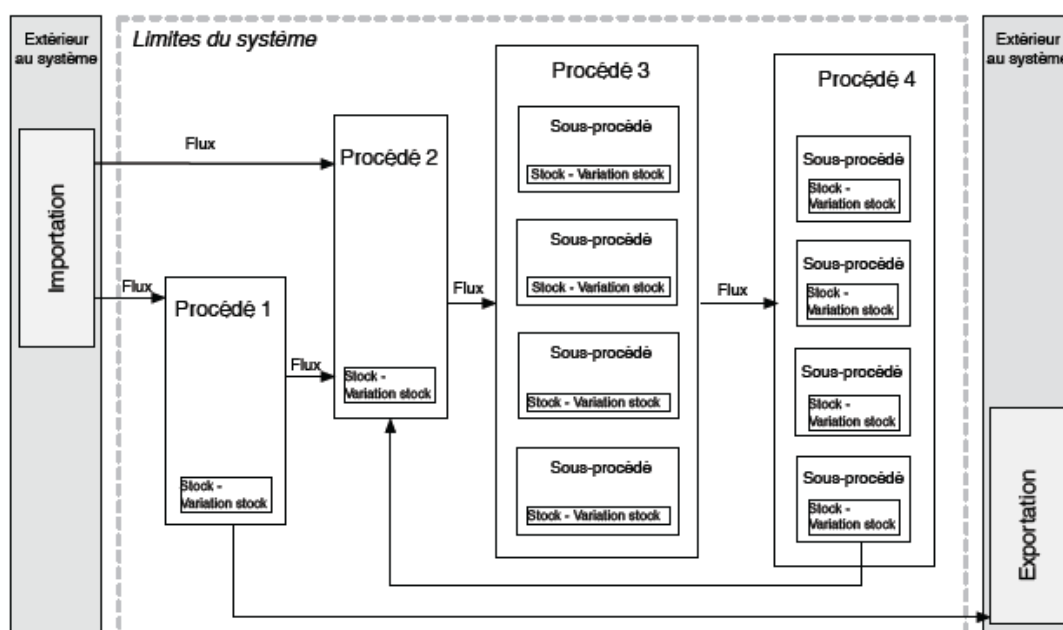 Extérieur
au système
Importation
Limites du système
Flux
Flux
Procédé 1
Stock -
Variation stock
Flux
Procédé 2
Stock -
Variation stock
Flux
Procédé 3
Sous-procédé
Stock - Variation stock
Sous-procédé
Stock - Variation stock
Sous-procédé
Stock - Variation stock
Sous-procédé
Stock - Variation stock
Flux
Procédé 4
Sous-procédé
Stock -
Variation stock
Sous-procédé
Stock -
Variation stock
Sous-procédé
Stock -
Variation stock
Sous-procédé
Stock -
Variation stock
Extérieur
au système
Exportation